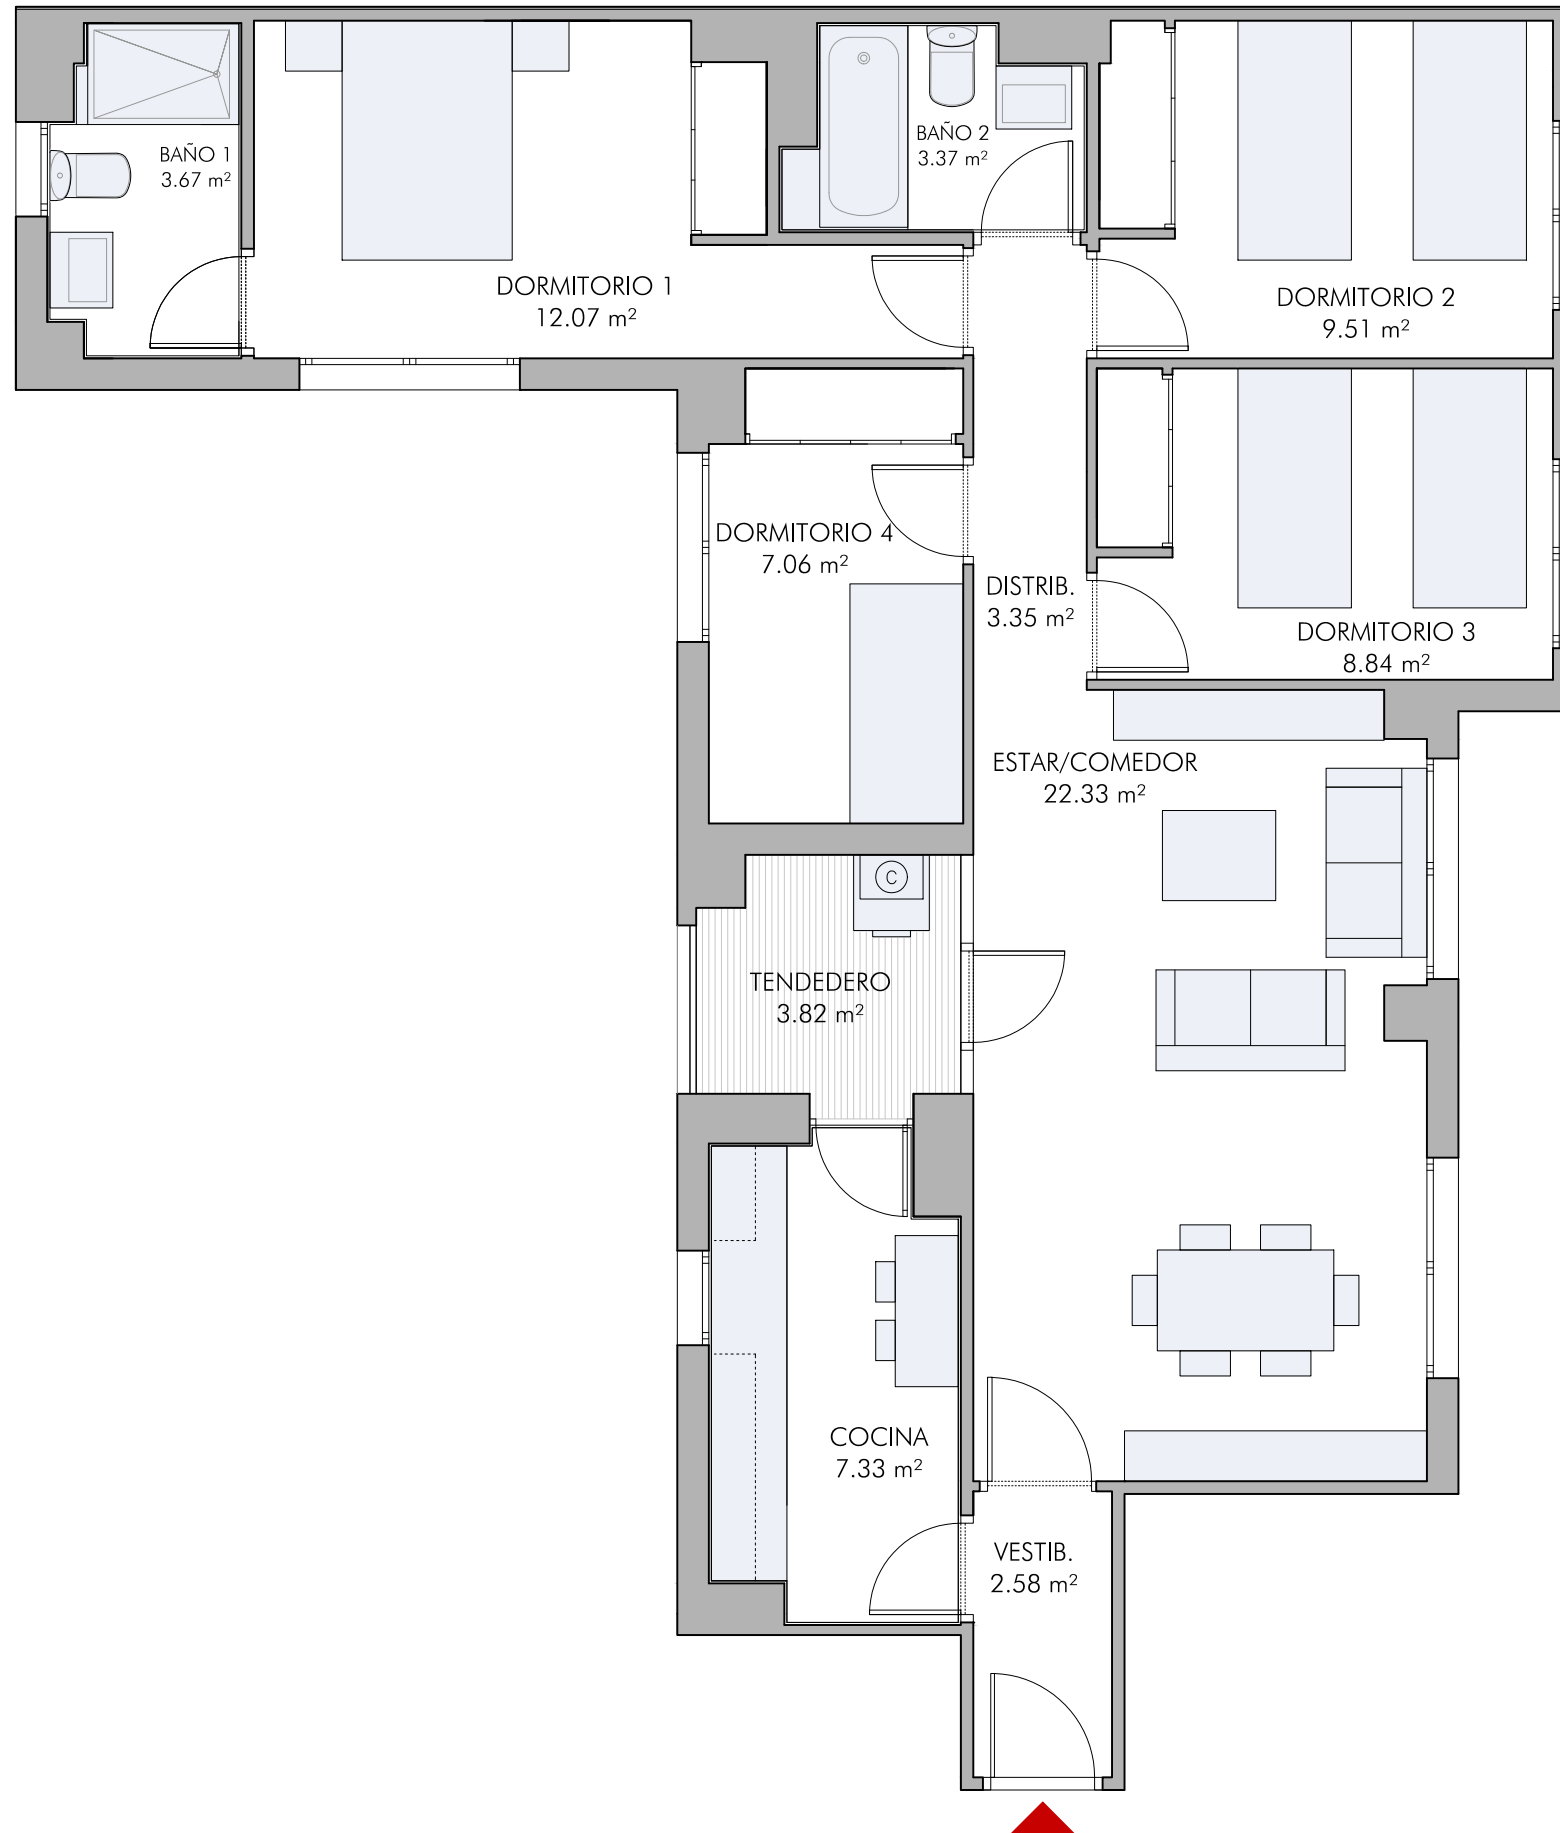 BAÑO 1
3.67 m²
BAÑO 2
3.37 m²
DORMITORIO 1
12.07 m²
DORMITORIO 2
9.51 m²
DORMITORIO 4
7.06 m²
DISTRIB.
3.35 m²
DORMITORIO 3
8.84 m²
ESTAR/COMEDOR
22.33 m²
C
TENDEDERO
3.82 m²
COCINA
7.33 m²
VESTIB.
2.58 m²